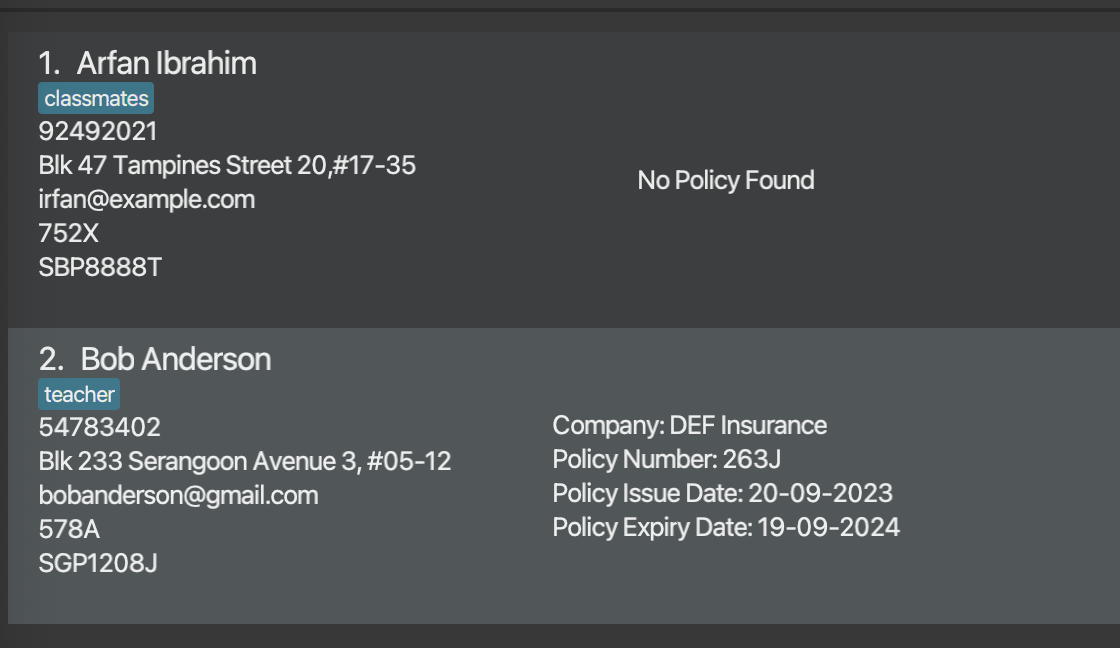 1. Arfan Ibrahim
classmates
92492021
Blk 47 Tampines Street 20,#17-35
irfan@example.com
752X
SBP8888T
No Policy Found
2. Bob Anderson
teacher
54783402
Blk 233 Serangoon Avenue 3, #05-12
bobanderson@gmail.com
578A
SGP1208J
Company: DEF Insurance
Policy Number: 263J
Policy Issue Date: 20-09-2023
Policy Expiry Date: 19-09-2024